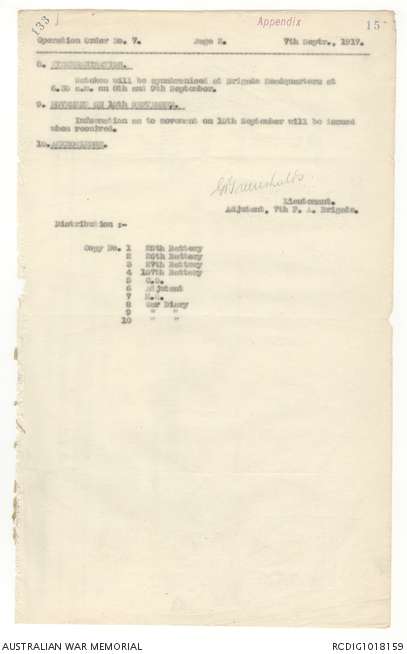 133
Appendix
15
Operation Order No. 7. Page 2. 7th Septr., 1917.
8. SYNCHRONISATION.
Watches will be synchronised at Brigade Headquarters at
6.30 a.m. on 8th and 9th September.
9. MOVEMENT ON 10th SEPTEMBER.
Information as to movement on 10th September will be issued
when received.
10. ACKNOWLEDGE.
Lieutenant.
Adjutant, 7th F. A. Brigade.
Distribution :-
Copy No. 1 25th Battery
2 26th Battery
3 27th Battery
4 107th Battery
5 C.O.
6 Adjutant
7 M.O.
8 War Diary
9 " "
10 " "
AUSTRALIAN WAR MEMORIAL
RCDIG1018159